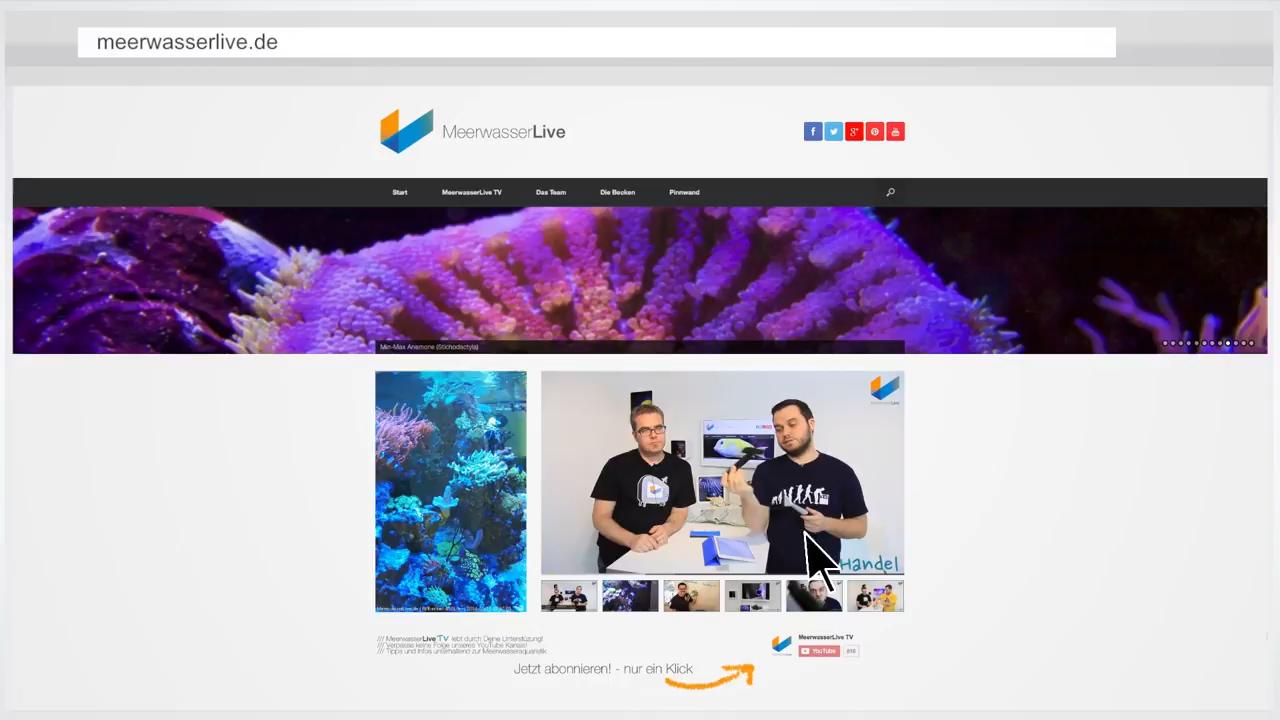 meerwasserlive.de
MeerwasserLive
Start MeerwasserLive TV Das Team Die Becken Pinnwand
Min-Max Anemone (Stichodactyla)
Handel
/// MeerwasserLive TV lebt durch Deine Unterstüzung!
/// Verpasse keine Folge unseres YouTube Kanals!
/// Tipps und Infos unterhaltend zur Meerwasseraquaristik
MeerwasserLive TV
YouTube
Jetzt abonnieren! - nur ein Klick